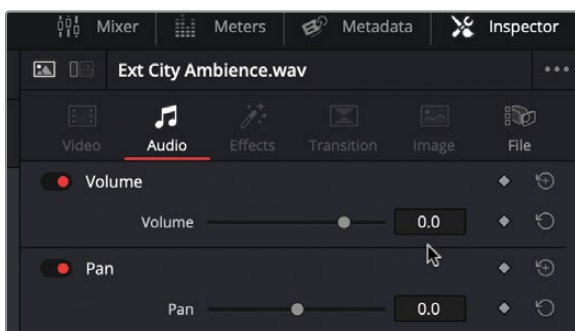 Mixer Meters Metadata Inspector
Ext City Ambience.wav
Video Audio Effects Transition Image File
Volume
Volume 0.0
Pan
Pan 0.0